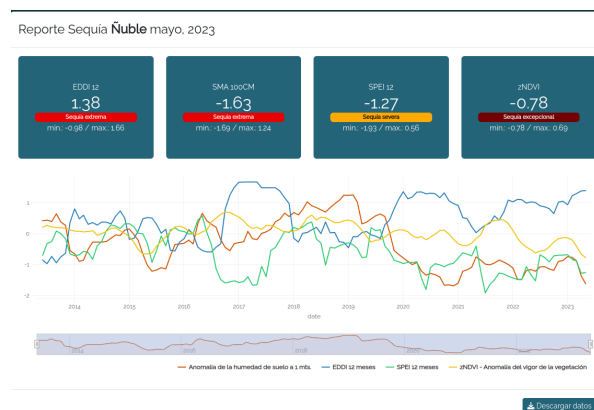 Reporte Sequía Ñuble mayo, 2023
EDDI 12
1.38
Sequía extrema
min.: -0.98 / max.: 1.66
SMA 100CM
-1.63
Sequía extrema
min.: -1.69 / max.: 1.24
SPEI 12
-1.27
Sequía severa
min.: -1.93 / max.: 0.56
zNDVI
-0.78
Sequía excepcional
min.: -0.78 / max.: 0.69
1
0
-1
-2
2014 2015 2016 2017 2018 2019 2020 2021 2022 2023
date
2014 2016 2018 2020 2022
Anomalía de la humedad de suelo a 1 mts. EDDI 12 meses SPEI 12 meses zNDVI - Anomalía del vigor de la vegetación
Descargar datos